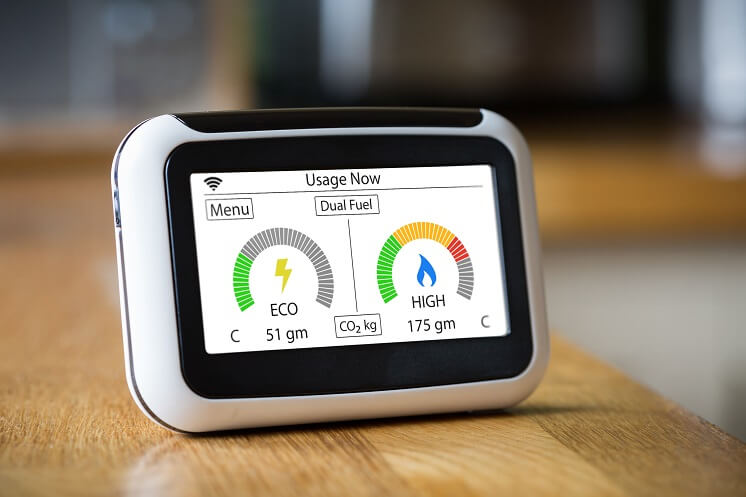 Usage Now
Menu
Dual Fuel
ECO
HIGH
C
51 gm
CO₂ kg
175 gm
C